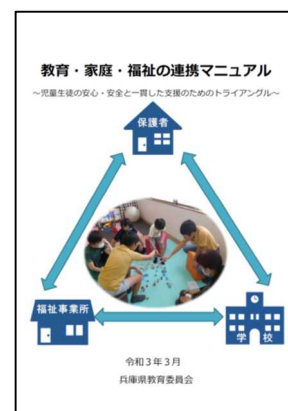 教育・家庭・福祉の連携マニュアル
～児童生徒の安心・安全と一貫した支援のためのトライアングル～
保護者
福祉事業所
学校
令和３年３月
兵庫県教育委員会